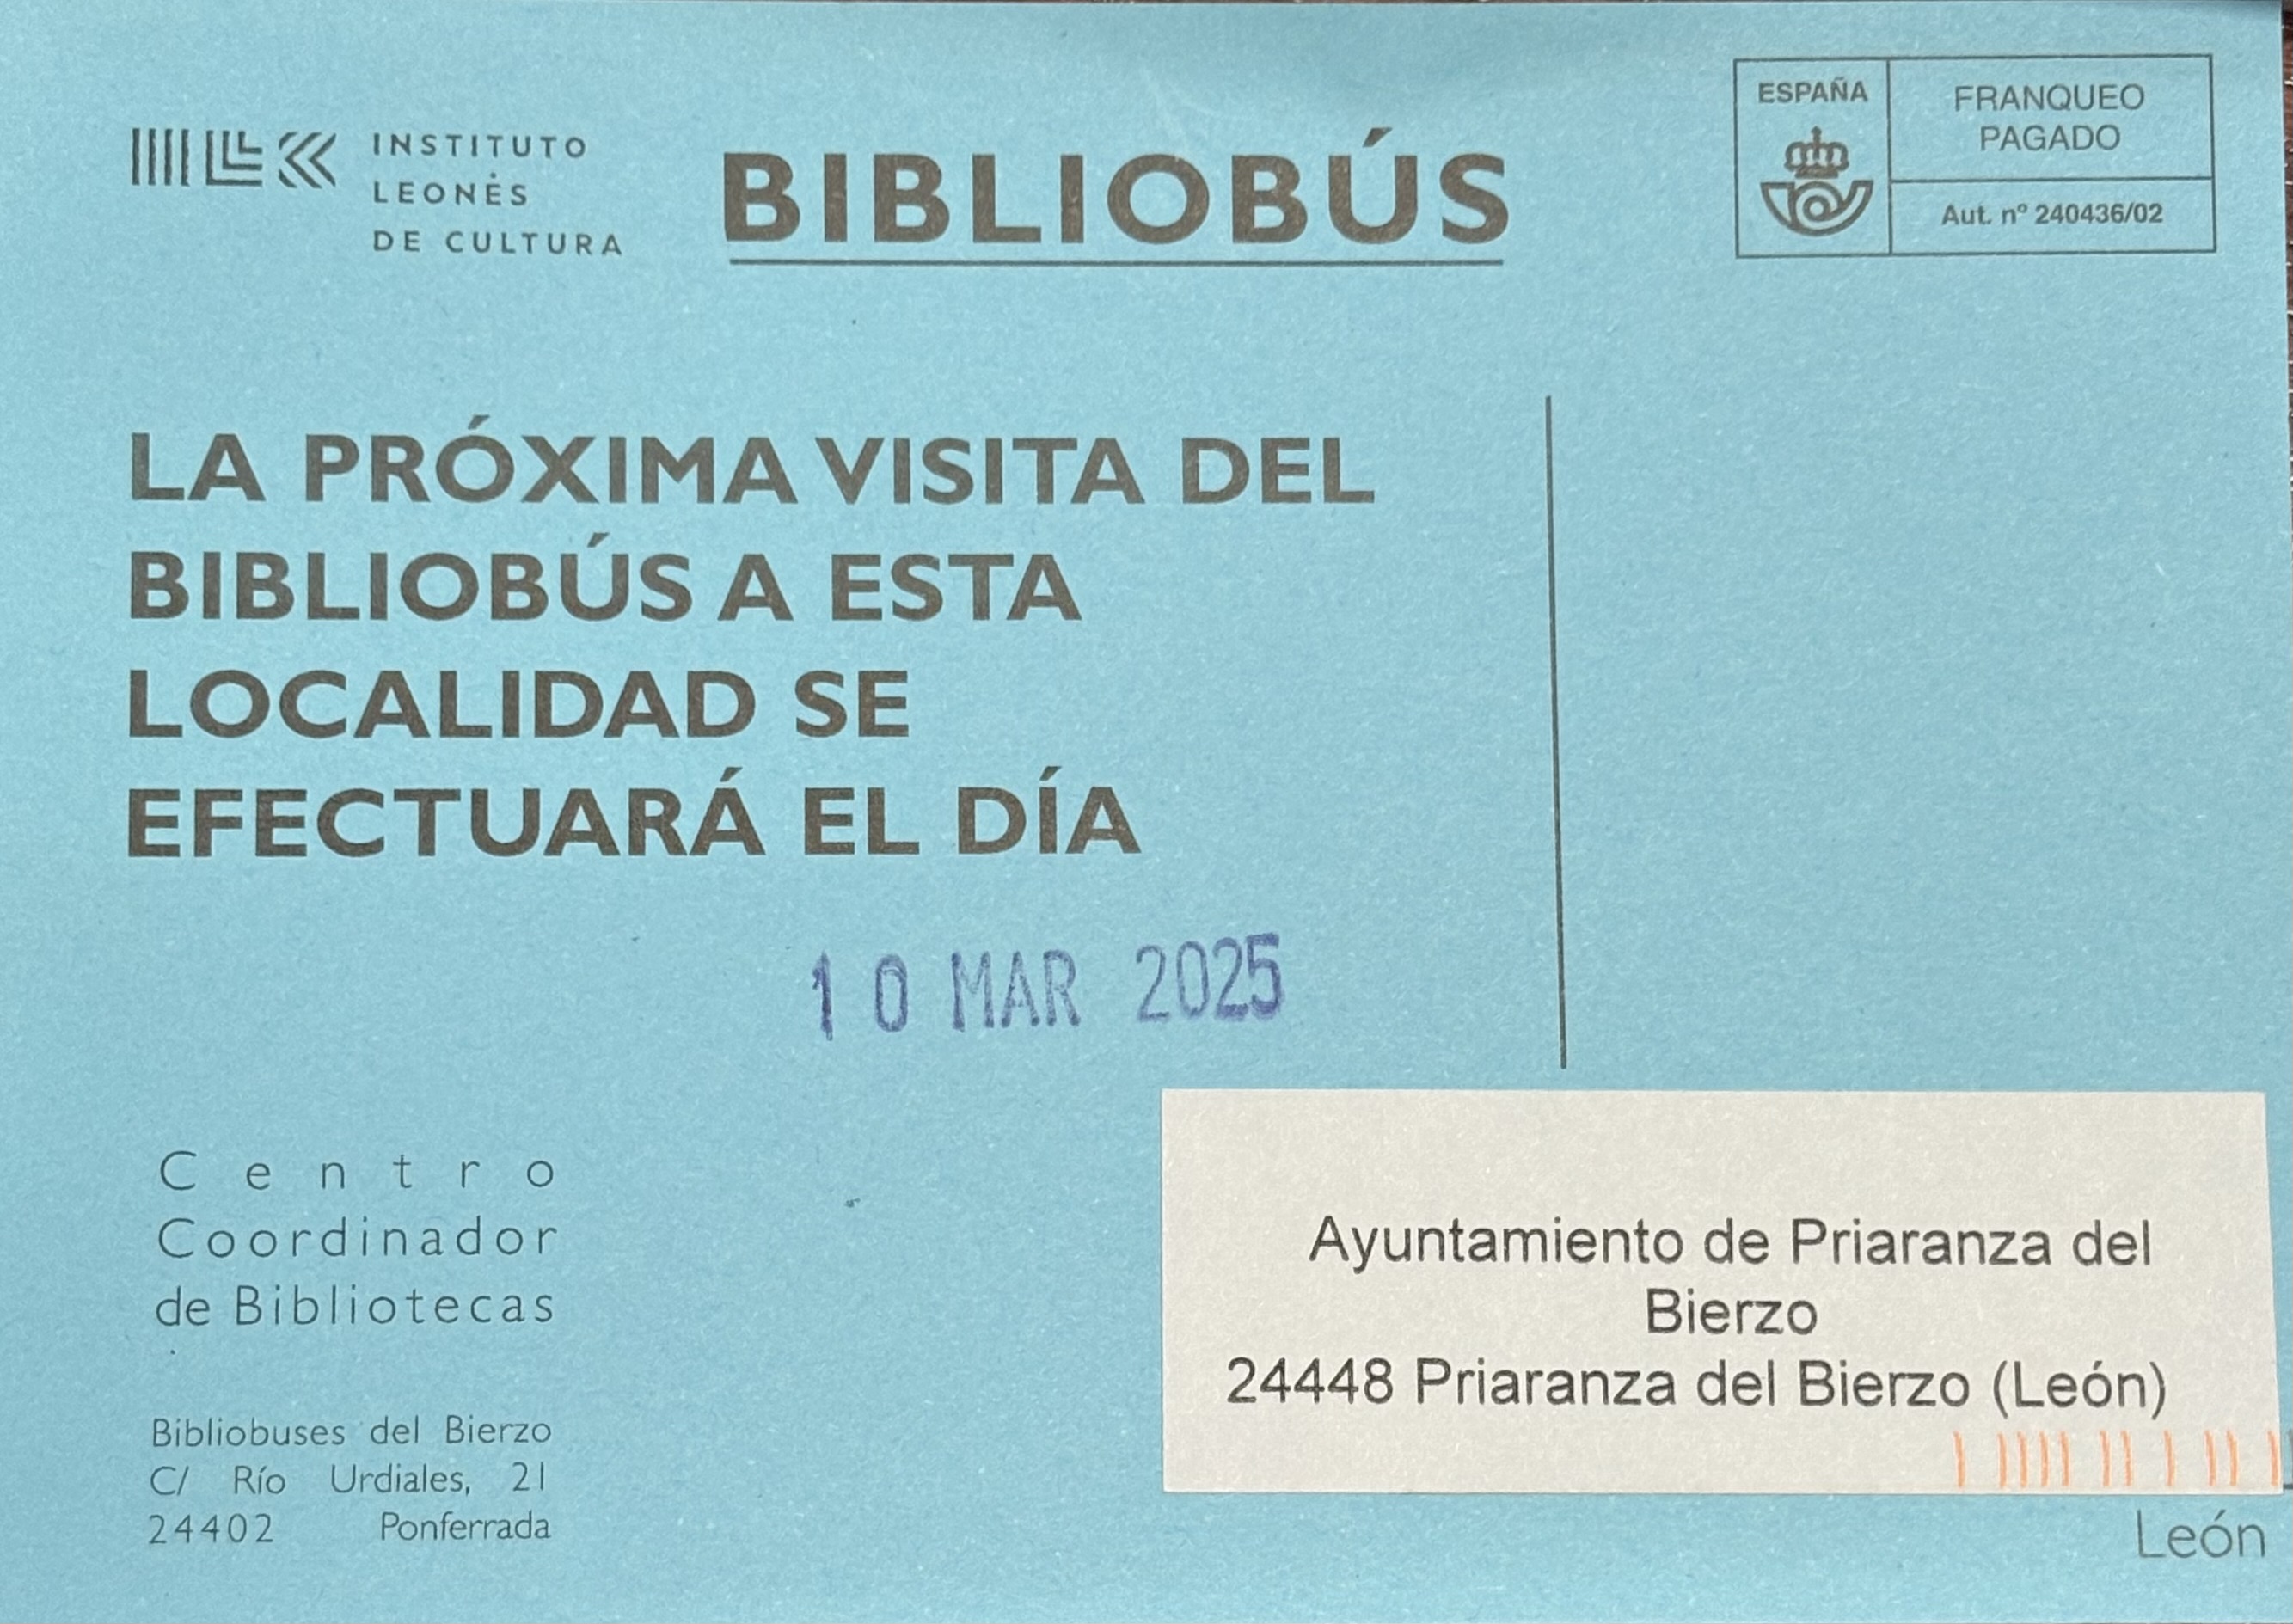 INSTITUTO
LEONÉS
DE CULTURA
BIBLIOBÚS
ESPAÑA
FRANQUEO
PAGADO
Aut. nº 240436/02
LA PRÓXIMA VISITA DEL
BIBLIOBÚS A ESTA
LOCALIDAD SE
EFECTUARÁ EL DÍA
10 MAR 2025
Centro
Coordinador
de Bibliotecas
Bibliobuses del Bierzo
C/ Río Urdiales, 21
24402 Ponferrada
Ayuntamiento de Priaranza del
Bierzo
24448 Priaranza del Bierzo (León)
León